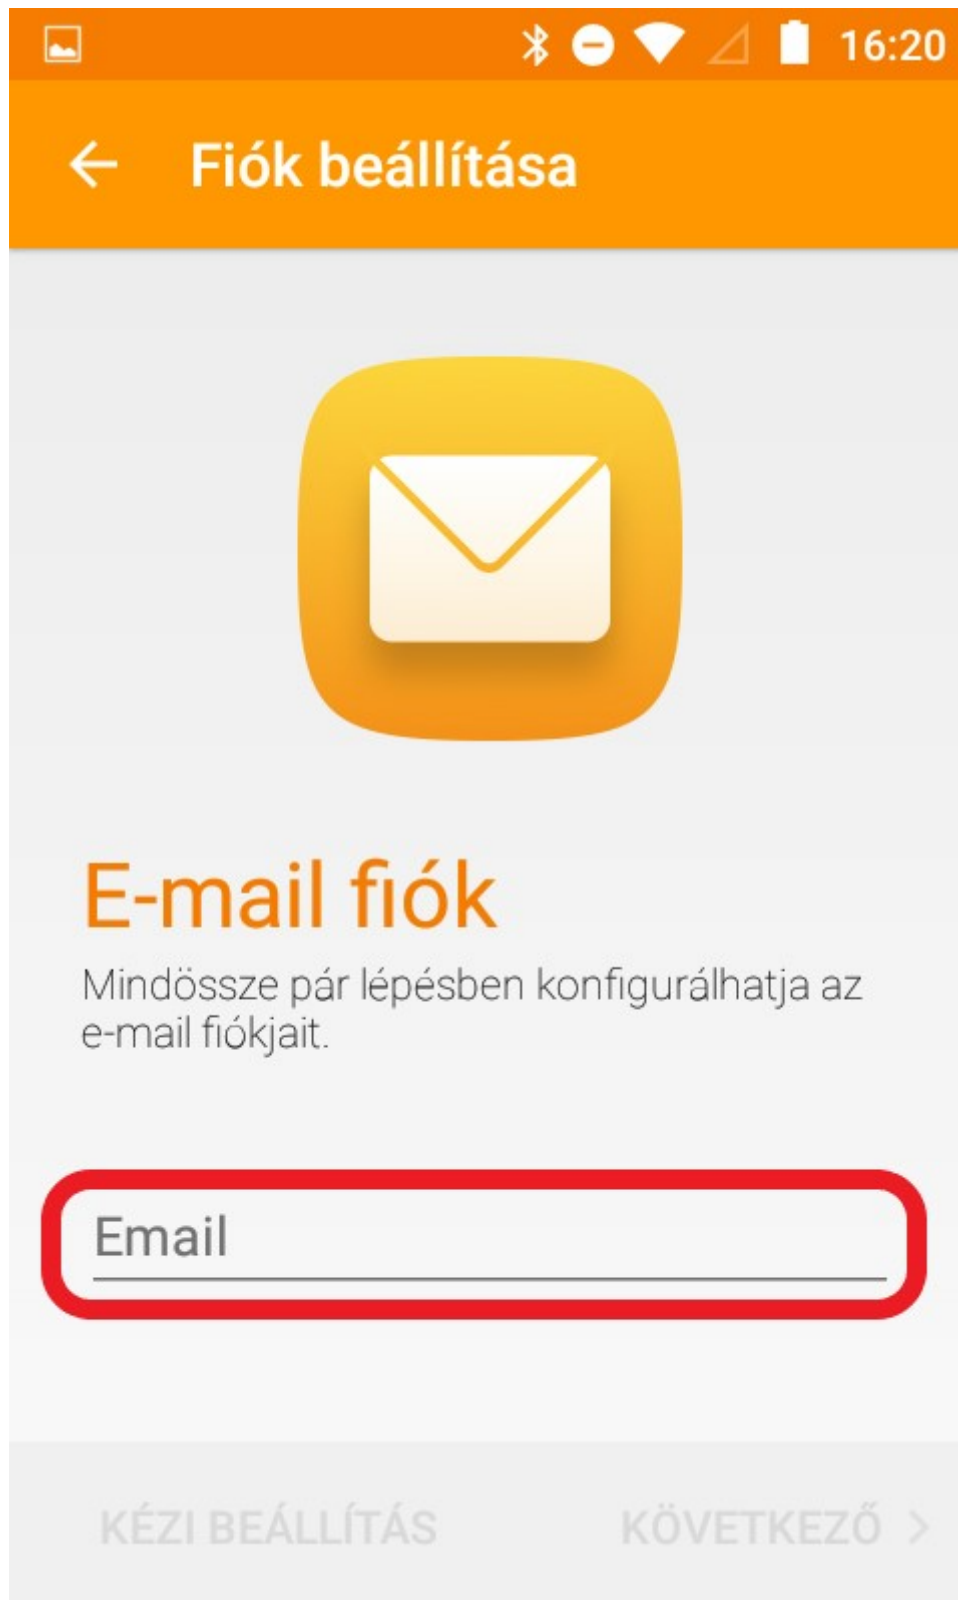 16:20
Fiók beállítása
E-mail fiók
Mindössze pár lépésben konfigurálhatja az
e-mail fiókjait.
Email
KÉZI BEÁLLÍTÁS
KÖVETKEZŐ >